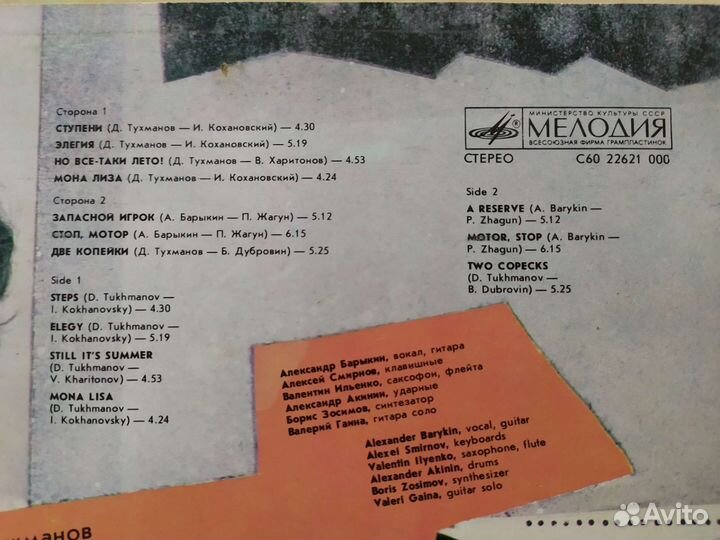 Сторона 1
СТУПЕНИ (Д. Тухманов — И. Кохановский) — 4.30
ЭЛЕГИЯ (Д. Тухманов — И. Кохановский) — 5.19
НО ВСЕ-ТАКИ ЛЕТО! (Д. Тухманов — В. Харитонов) — 4.53
МОНА ЛИЗА (Д. Тухманов — И. Кохановский) — 4.24
Сторона 2
ЗАПАСНОЙ ИГРОК (А. Барыкин — П. Жагун) — 5.12
СТОП, МОТОР (А. Барыкин — П. Жагун) — 6.15
ДВЕ КОПЕЙКИ (Д. Тухманов — Б. Дубровин) — 5.25
Side 1
STEPS (D. Tukhmanov —
I. Kokhanovsky) — 4.30
ELEGY (D. Tukhmanov —
I. Kokhanovsky) — 5.19
STILL IT'S SUMMER
(D. Tukhmanov —
V. Kharitonov) — 4.53
MONA LISA
(D. Tukhmanov —
I. Kokhanovsky) — 4.24
МИНИСТЕРСТВО КУЛЬТУРЫ СССР
® МЕЛОДИЯ
ВСЕСОЮЗНАЯ ФИРМА ГРАМПЛАСТИНОК
СТЕРЕО С60 22621 000
Side 2
A RESERVE (A. Barykin —
P. Zhagun) — 5.12
MOTOR, STOP (A. Barykin —
P. Zhagun) — 6.15
TWO COPECKS
(D. Tukhmanov —
B. Dubrovin) — 5.25
Александр Барыкин, вокал, гитара
Алексей Смирнов, клавишные
Валентин Ильенко, саксофон, флейта
Александр Акинин, ударные
Борис Зосимов, синтезатор
Валерий Гаина, гитара соло
Alexander Barykin, vocal, guitar
Alexei Smirnov, keyboards
Valentin Ilyenko, saxophone, flute
Alexander Akinin, drums
Boris Zosimov, synthesizer
Valeri Gaina, guitar solo
ухманов
Avito